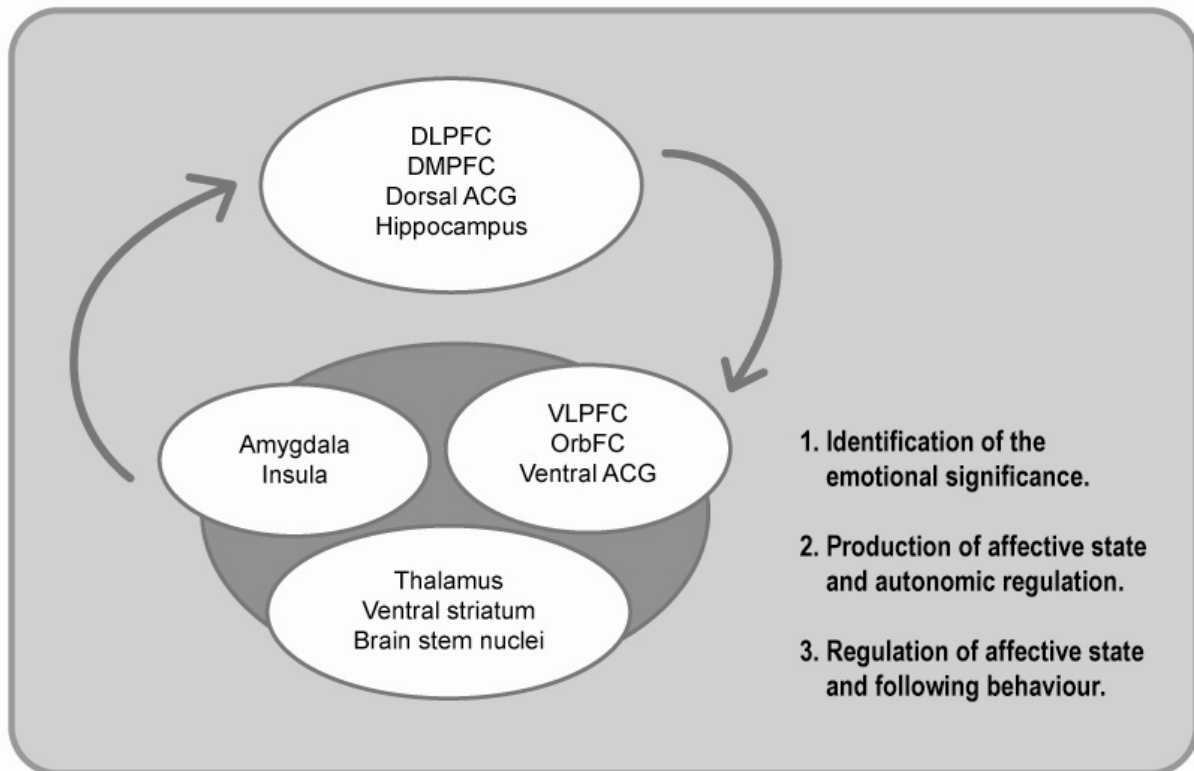 DLPFC
DMPFC
Dorsal ACG
Hippocampus
Amygdala
Insula
VLPFC
OrbFC
Ventral ACG
Thalamus
Ventral striatum
Brain stem nuclei
1. Identification of the
emotional significance.
2. Production of affective state
and autonomic regulation.
3. Regulation of affective state
and following behaviour.